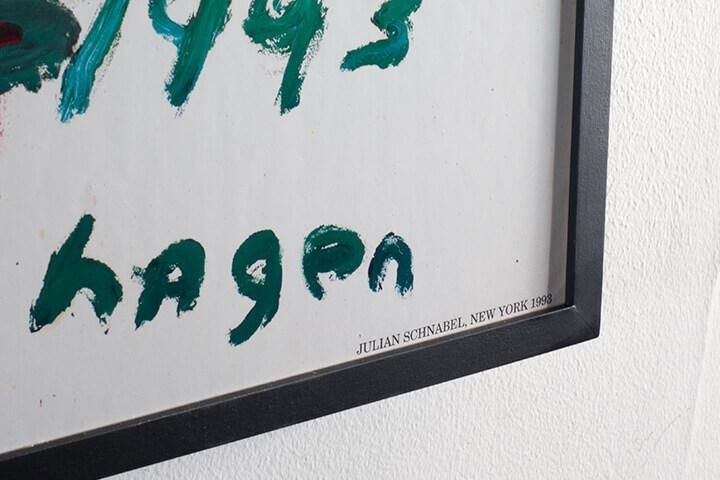 1993
hagen
JULIAN SCHNABEL, NEW YORK 1993